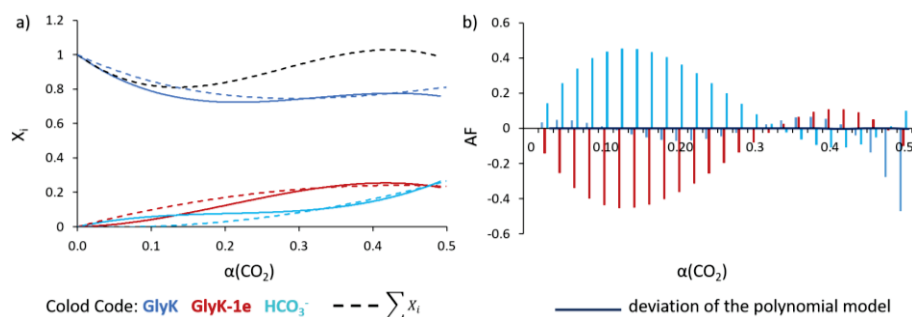 a)
1.2
1
0.8
0.6
0.4
0.2
0
X_i
0.0 0.1 0.2 0.3 0.4 0.5
α(CO₂)
b)
0.6
0.4
0.2
0
-0.2
-0.4
-0.6
AF
0 0.10 0.2 0.3 0.4 0.5
α(CO₂)
Colod Code: GlyK GlyK-1e HCO₃⁻ ∑ X_i
deviation of the polynomial model